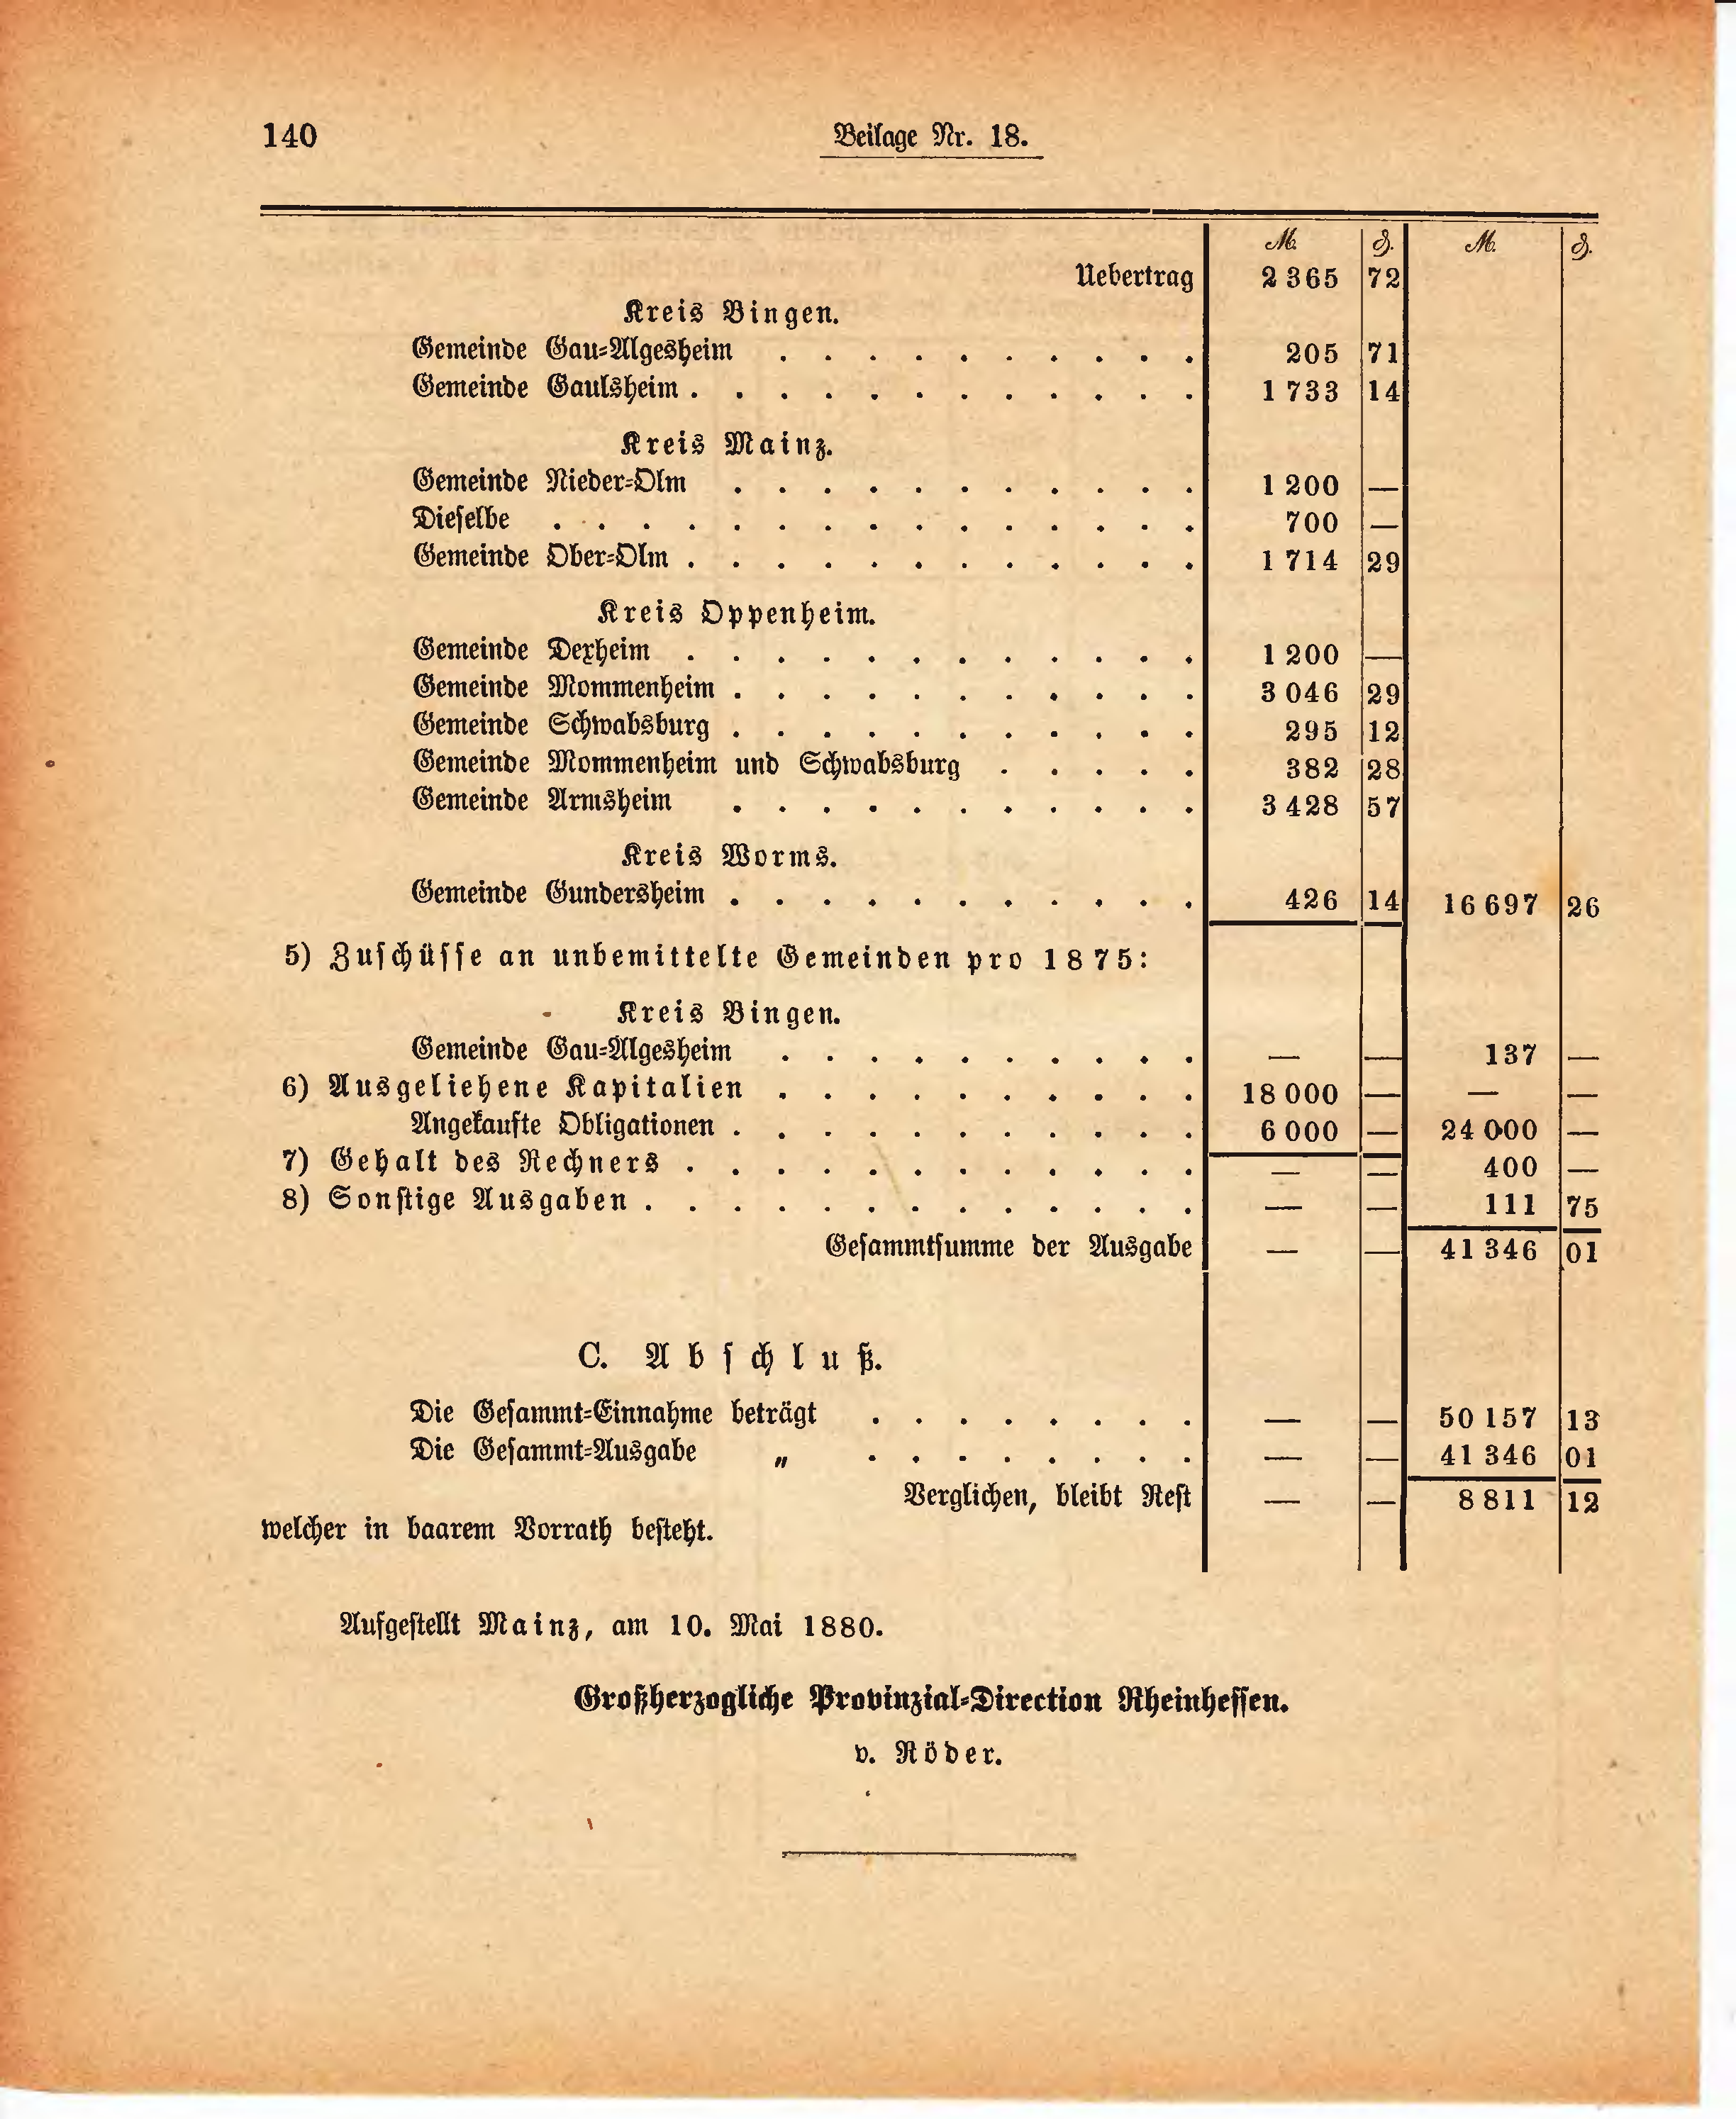 140
Beilage Nr. 18.
ℳ. ₰. ℳ. ₰.
Uebertrag 2 365 72
Kreis Bingen.
Gemeinde Gau=Algesheim . . . . . . . . . . 205 71
Gemeinde Gaulsheim . . . . . . . . . . . . 1 733 14
Kreis Mainz.
Gemeinde Nieder=Olm . . . . . . . . . . . 1 200 —
Dieselbe . . . . . . . . . . . . . . . 700 —
Gemeinde Ober=Olm . . . . . . . . . . . . 1 714 29
Kreis Oppenheim.
Gemeinde Dexheim . . . . . . . . . . . . 1 200 —
Gemeinde Mommenheim . . . . . . . . . . . 3 046 29
Gemeinde Schwabsburg . . . . . . . . . . . 295 12
Gemeinde Mommenheim und Schwabsburg . . . . . 382 28
Gemeinde Armsheim . . . . . . . . . . . 3 428 57
Kreis Worms.
Gemeinde Gundersheim . . . . . . . . . . . 426 14 16 697 26
5) Zuschüsse an unbemittelte Gemeinden pro 1875:
Kreis Bingen.
Gemeinde Gau=Algesheim . . . . . . . . . . — — 137 —
6) Ausgeliehene Kapitalien . . . . . . . . . . 18 000 — — —
Angekaufte Obligationen . . . . . . . . . . . 6 000 — 24 000 —
7) Gehalt des Rechners . . . . . . . . . . . . — — 400 —
8) Sonstige Ausgaben . . . . . . . . . . . . . — — 111 75
Gesammtsumme der Ausgabe — — 41 346 01
C. Abschluß.
Die Gesammt=Einnahme beträgt . . . . . . . . — — 50 157 13
Die Gesammt=Ausgabe „ . . . . . . . . — — 41 346 01
Verglichen, bleibt Rest — — 8 811 12
welcher in baarem Vorrath besteht.
Aufgestellt Mainz, am 10. Mai 1880.
Großherzogliche Provinzial=Direction Rheinhessen.
v. Röder.